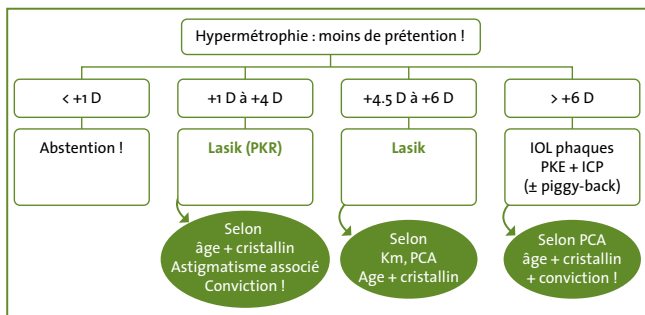 Hypermétrophie : moins de prétention !
< +1 D
+1 D à +4 D
+4.5 D à +6 D
> +6 D
Abstention !
Lasik (PKR)
Lasik
IOL phaques
PKE + ICP
(± piggy-back)
Selon
âge + cristallin
Astigmatisme associé
Conviction !
Selon
Km, PCA
Age + cristallin
Selon PCA
âge + cristallin
+ conviction !